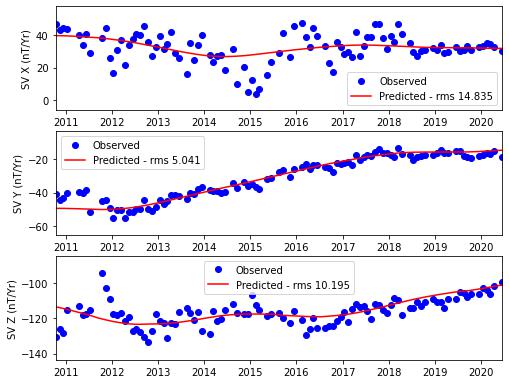 SV X (nT/Yr)
40
20
0
Observed
Predicted - rms 14.835
2011 2012 2013 2014 2015 2016 2017 2018 2019 2020
SV Y (nT/Yr)
−20
−40
−60
Observed
Predicted - rms 5.041
2011 2012 2013 2014 2015 2016 2017 2018 2019 2020
SV Z (nT/Yr)
−100
−120
−140
Observed
Predicted - rms 10.195
2011 2012 2013 2014 2015 2016 2017 2018 2019 2020